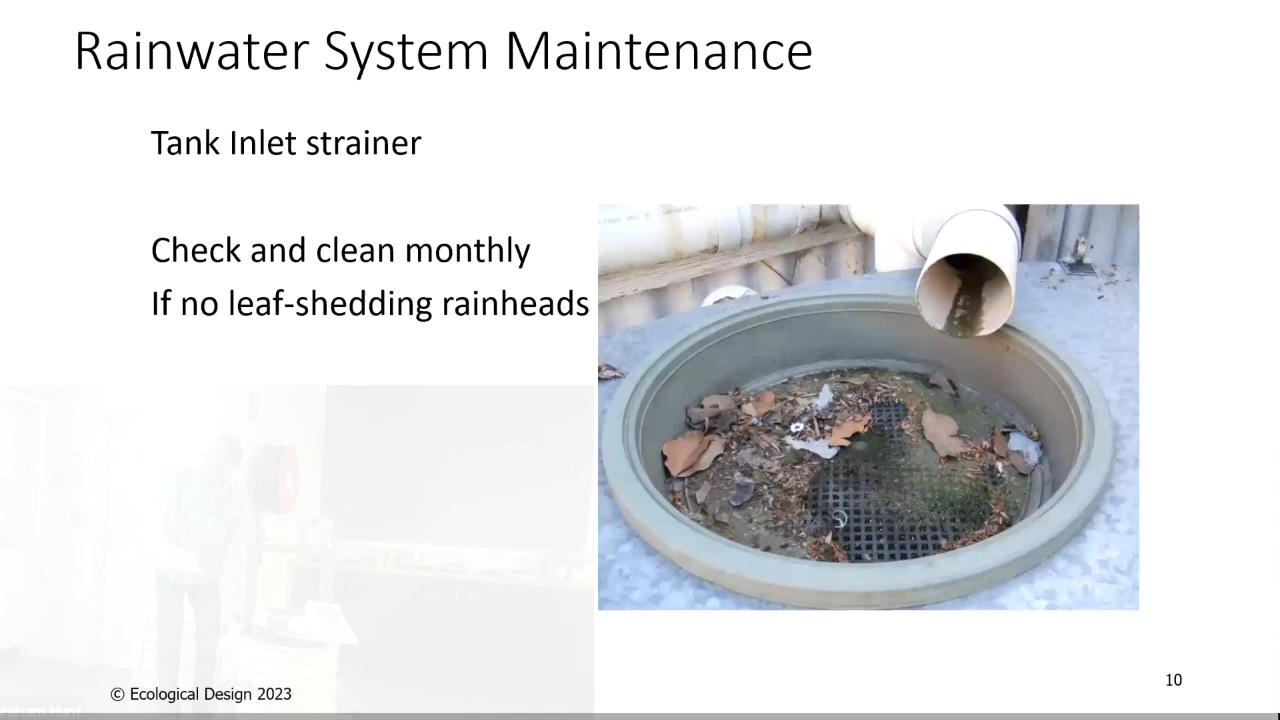 Rainwater System Maintenance
Tank Inlet strainer
Check and clean monthly
If no leaf-shedding rainheads
10
© Ecological Design 2023